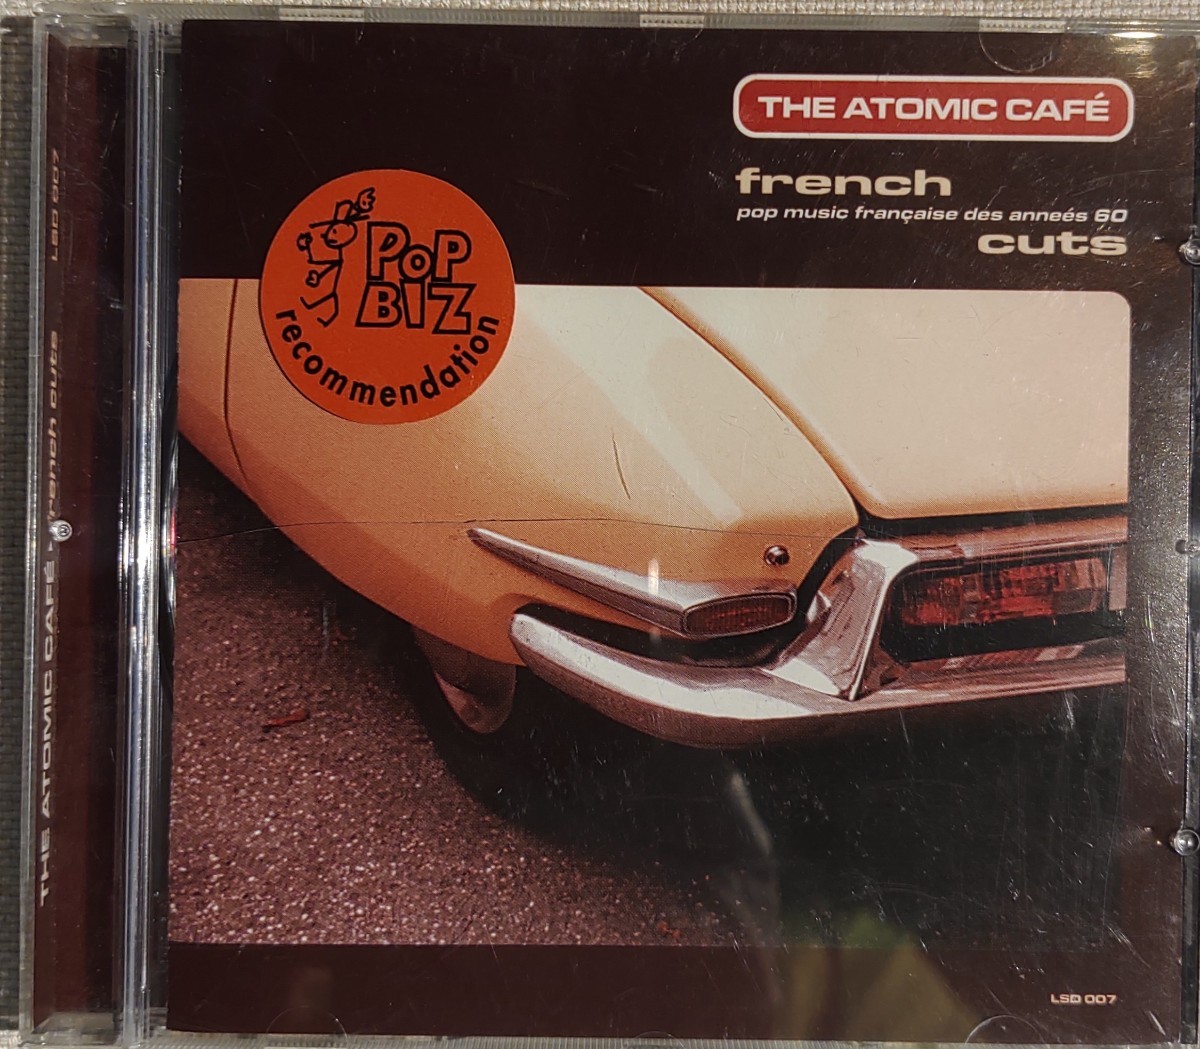 THE ATOMIC CAFÉ
french
pop music française des anneés 60
cuts
POP
BIZ
recommendation
LSD 007
THE ATOMIC CAFÉ - french cuts LSD 007